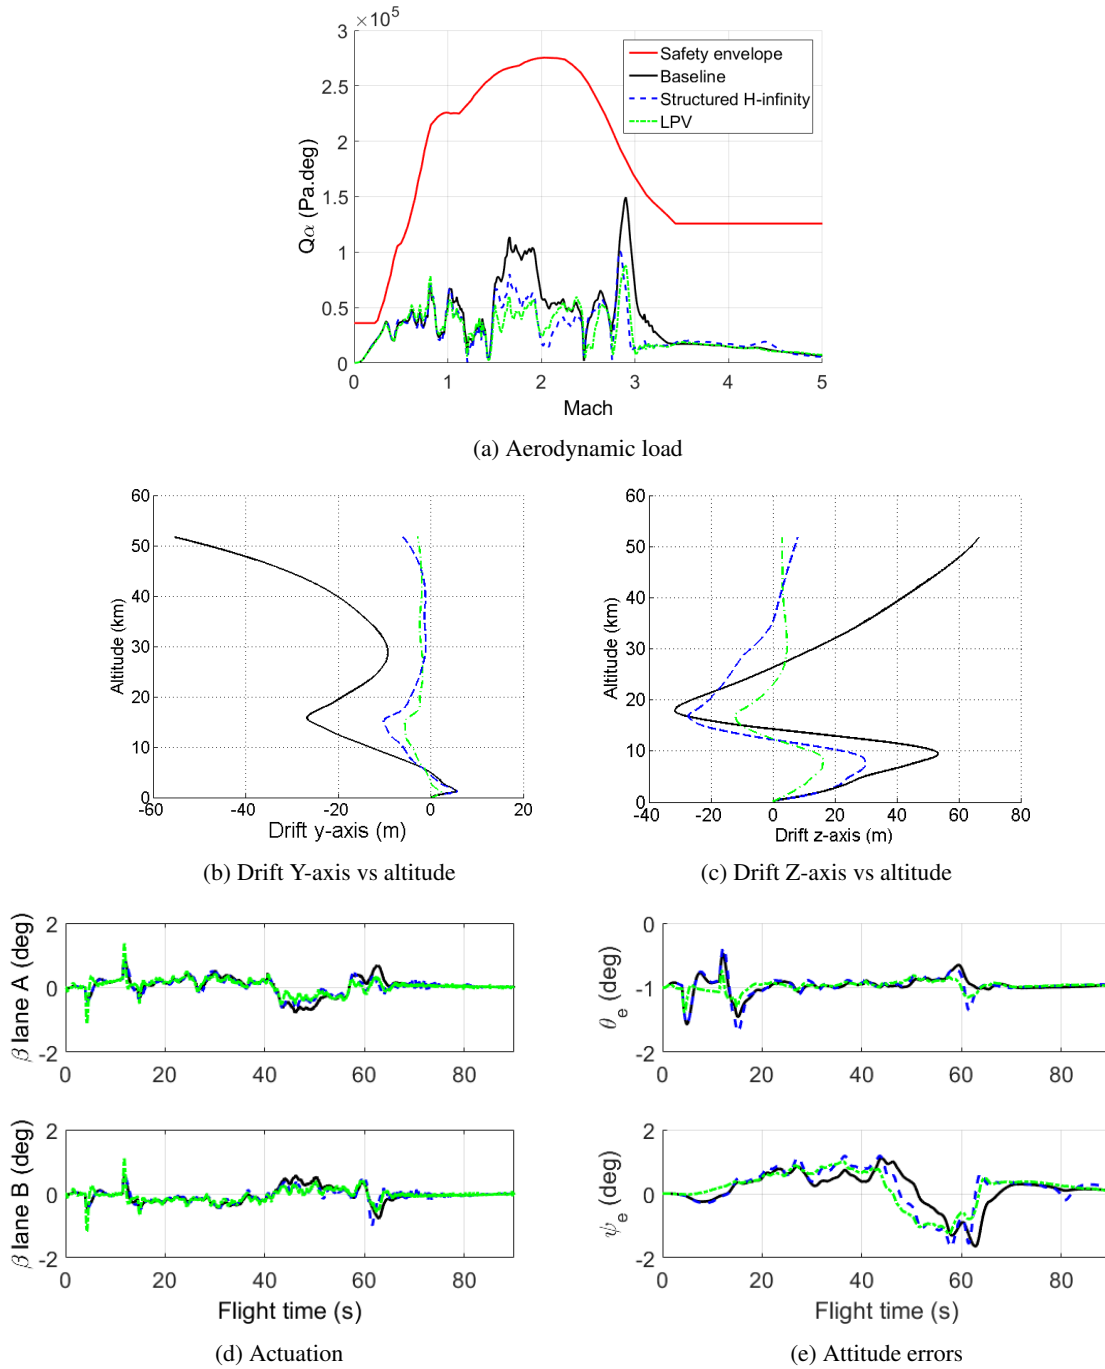 ×10⁵
3
2.5
2
1.5
1
0.5
0
Qα (Pa.deg)
Safety envelope
Baseline
Structured H-infinity
LPV
0 1 2 3 4 5
Mach
(a) Aerodynamic load
60
50
40
30
20
10
0
Altitude (km)
-60 -40 -20 0 20
Drift y-axis (m)
(b) Drift Y-axis vs altitude
60
50
40
30
20
10
0
Altitude (km)
-40 -20 0 20 40 60 80
Drift z-axis (m)
(c) Drift Z-axis vs altitude
2
0
-2
β lane A (deg)
0 20 40 60 80
2
0
-2
β lane B (deg)
0 20 40 60 80
Flight time (s)
(d) Actuation
0
-1
-2
θe (deg)
0 20 40 60 80
2
0
-2
ψe (deg)
0 20 40 60 80
Flight time (s)
(e) Attitude errors